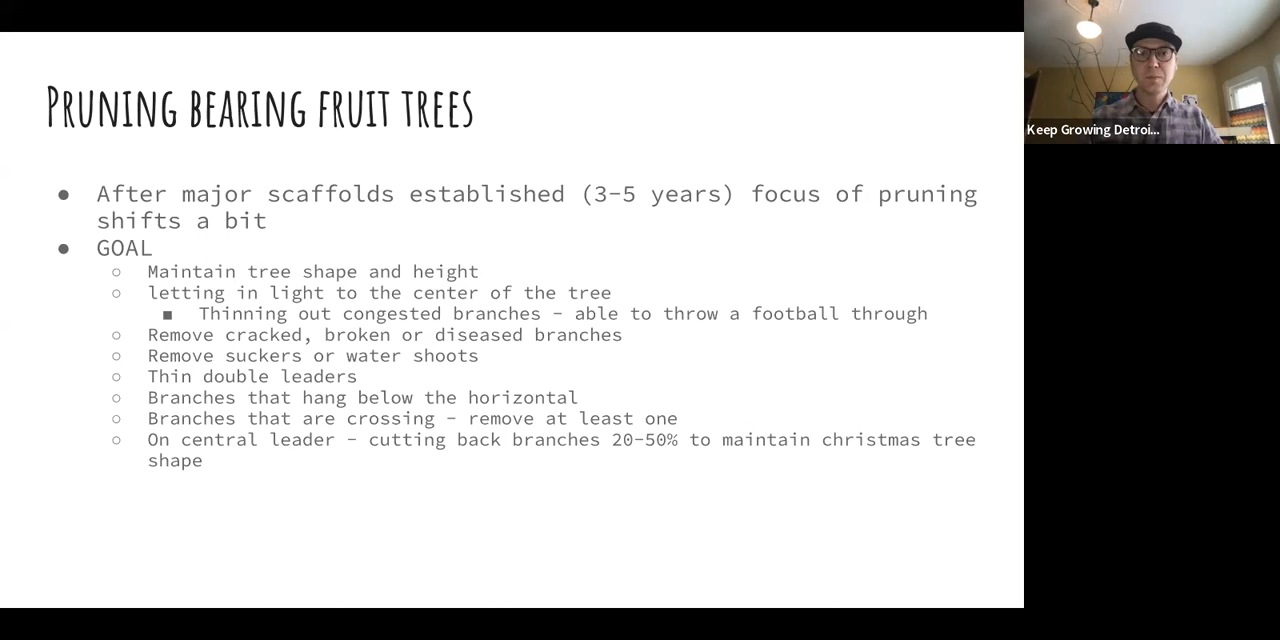 Pruning bearing fruit trees
● After major scaffolds established (3-5 years) focus of pruning
shifts a bit
● GOAL
○ Maintain tree shape and height
○ letting in light to the center of the tree
■ Thinning out congested branches - able to throw a football through
○ Remove cracked, broken or diseased branches
○ Remove suckers or water shoots
○ Thin double leaders
○ Branches that hang below the horizontal
○ Branches that are crossing - remove at least one
○ On central leader - cutting back branches 20-50% to maintain christmas tree
shape
Keep Growing Detroi...